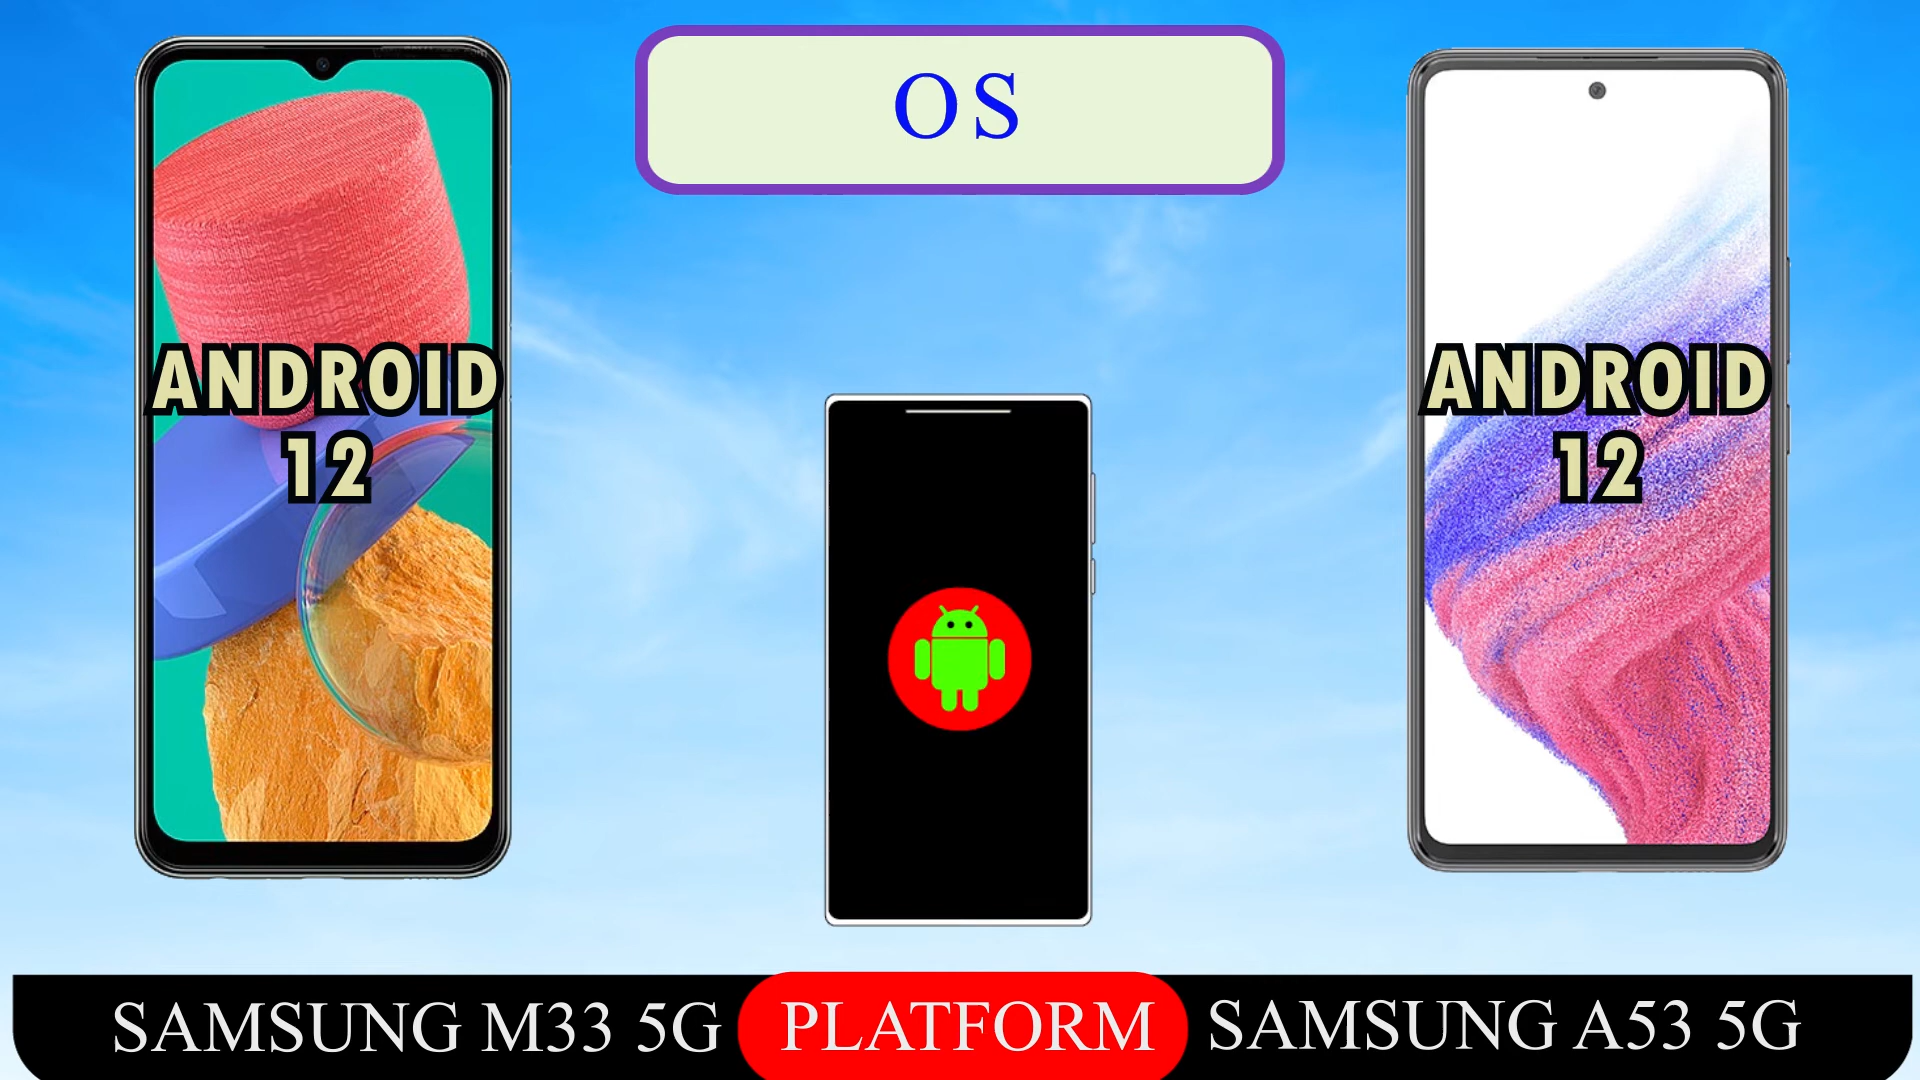 OS
ANDROID
12
ANDROID
12
SAMSUNG M33 5G
PLATFORM
SAMSUNG A53 5G